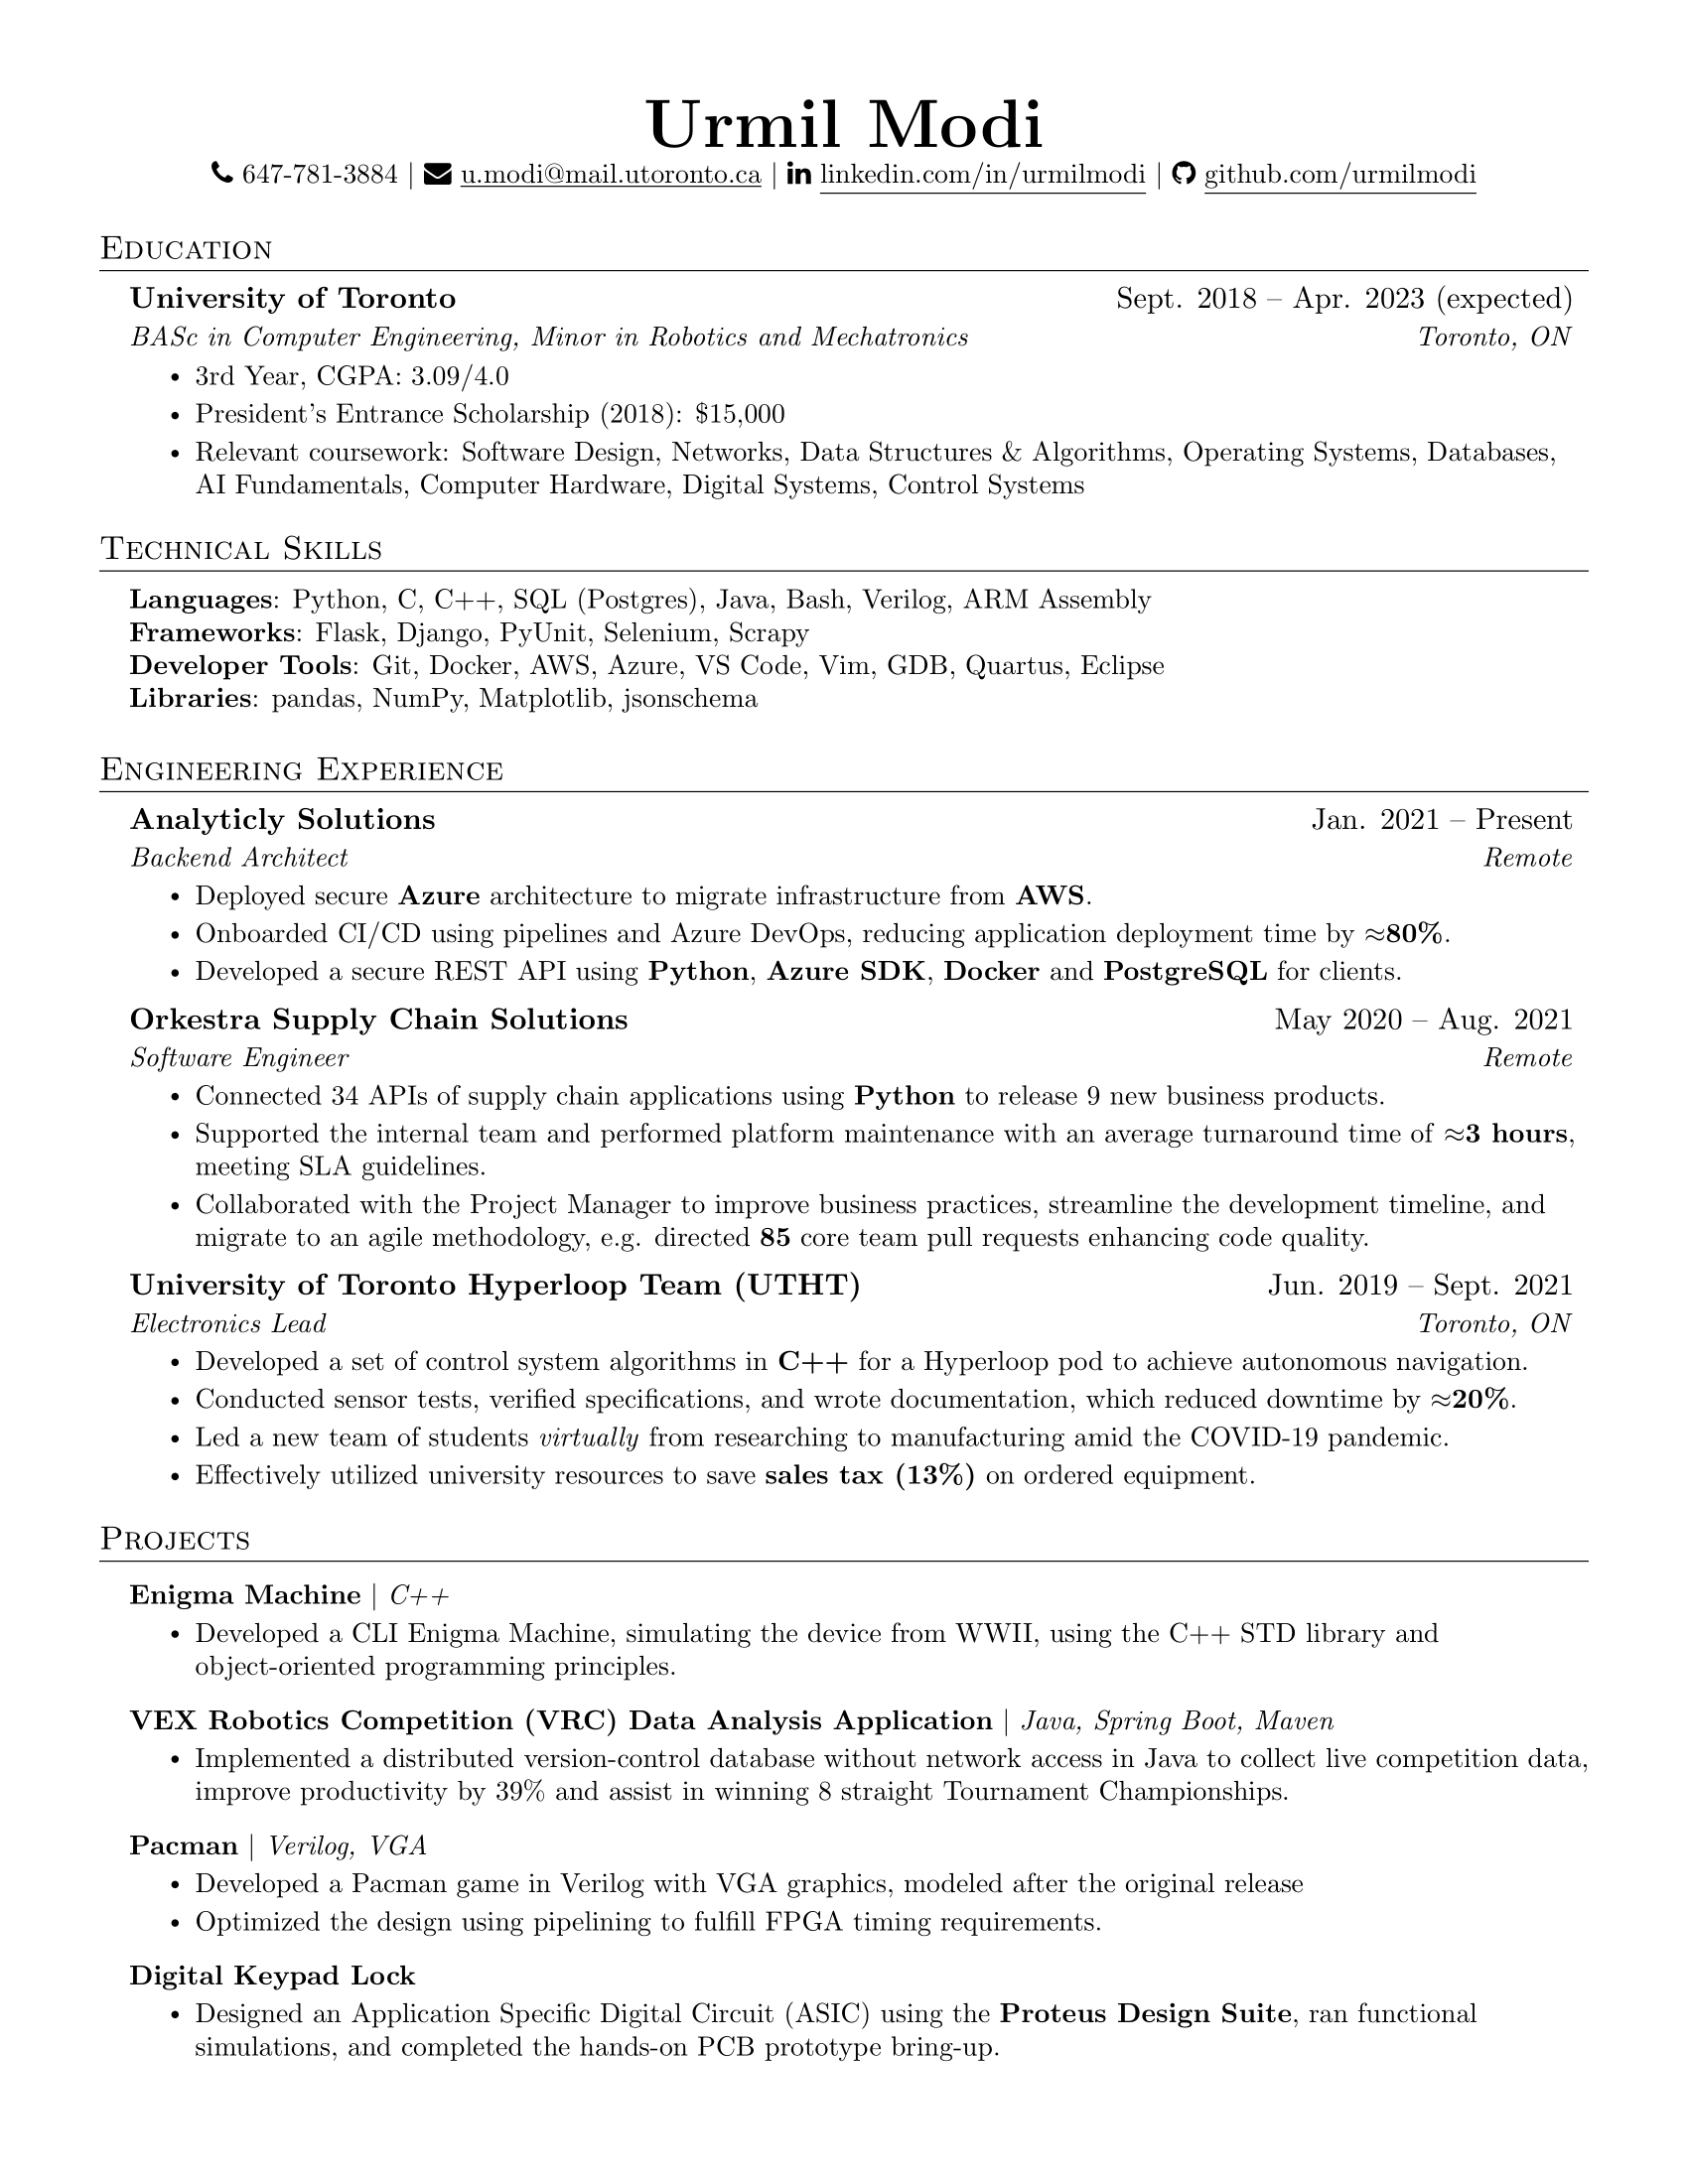 Urmil Modi
647-781-3884 | u.modi@mail.utoronto.ca | linkedin.com/in/urmilmodi | github.com/urmilmodi
Education
University of Toronto Sept. 2018 – Apr. 2023 (expected)
BASc in Computer Engineering, Minor in Robotics and Mechatronics Toronto, ON
• 3rd Year, CGPA: 3.09/4.0
• President's Entrance Scholarship (2018): $15,000
• Relevant coursework: Software Design, Networks, Data Structures & Algorithms, Operating Systems, Databases,
AI Fundamentals, Computer Hardware, Digital Systems, Control Systems
Technical Skills
Languages: Python, C, C++, SQL (Postgres), Java, Bash, Verilog, ARM Assembly
Frameworks: Flask, Django, PyUnit, Selenium, Scrapy
Developer Tools: Git, Docker, AWS, Azure, VS Code, Vim, GDB, Quartus, Eclipse
Libraries: pandas, NumPy, Matplotlib, jsonschema
Engineering Experience
Analyticly Solutions Jan. 2021 – Present
Backend Architect Remote
• Deployed secure Azure architecture to migrate infrastructure from AWS.
• Onboarded CI/CD using pipelines and Azure DevOps, reducing application deployment time by ≈80%.
• Developed a secure REST API using Python, Azure SDK, Docker and PostgreSQL for clients.
Orkestra Supply Chain Solutions May 2020 – Aug. 2021
Software Engineer Remote
• Connected 34 APIs of supply chain applications using Python to release 9 new business products.
• Supported the internal team and performed platform maintenance with an average turnaround time of ≈3 hours,
meeting SLA guidelines.
• Collaborated with the Project Manager to improve business practices, streamline the development timeline, and
migrate to an agile methodology, e.g. directed 85 core team pull requests enhancing code quality.
University of Toronto Hyperloop Team (UTHT) Jun. 2019 – Sept. 2021
Electronics Lead Toronto, ON
• Developed a set of control system algorithms in C++ for a Hyperloop pod to achieve autonomous navigation.
• Conducted sensor tests, verified specifications, and wrote documentation, which reduced downtime by ≈20%.
• Led a new team of students virtually from researching to manufacturing amid the COVID-19 pandemic.
• Effectively utilized university resources to save sales tax (13%) on ordered equipment.
Projects
Enigma Machine | C++
• Developed a CLI Enigma Machine, simulating the device from WWII, using the C++ STD library and
object-oriented programming principles.
VEX Robotics Competition (VRC) Data Analysis Application | Java, Spring Boot, Maven
• Implemented a distributed version-control database without network access in Java to collect live competition data,
improve productivity by 39% and assist in winning 8 straight Tournament Championships.
Pacman | Verilog, VGA
• Developed a Pacman game in Verilog with VGA graphics, modeled after the original release
• Optimized the design using pipelining to fulfill FPGA timing requirements.
Digital Keypad Lock
• Designed an Application Specific Digital Circuit (ASIC) using the Proteus Design Suite, ran functional
simulations, and completed the hands-on PCB prototype bring-up.